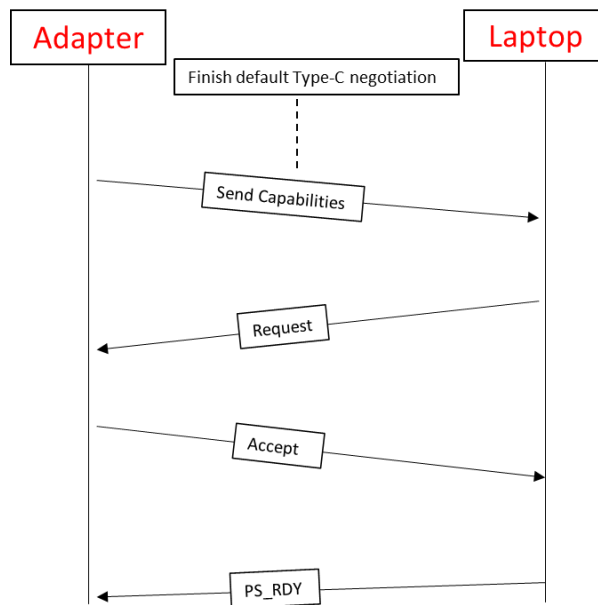 Adapter
Laptop
Finish default Type-C negotiation
Send Capabilities
Request
Accept
PS_RDY